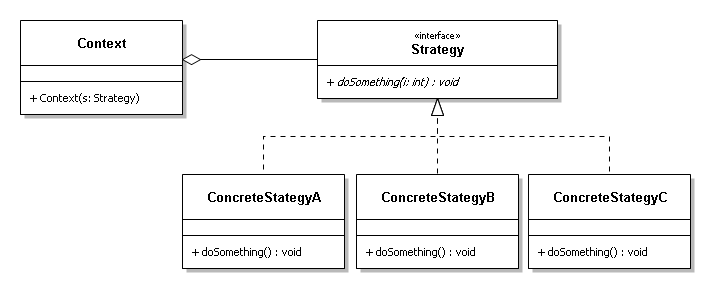 Context
+ Context(s: Strategy)
«interface»
Strategy
+ doSomething(i: int) : void
ConcreteStategyA
+ doSomething() : void
ConcreteStategyB
+ doSomething() : void
ConcreteStategyC
+ doSomething() : void